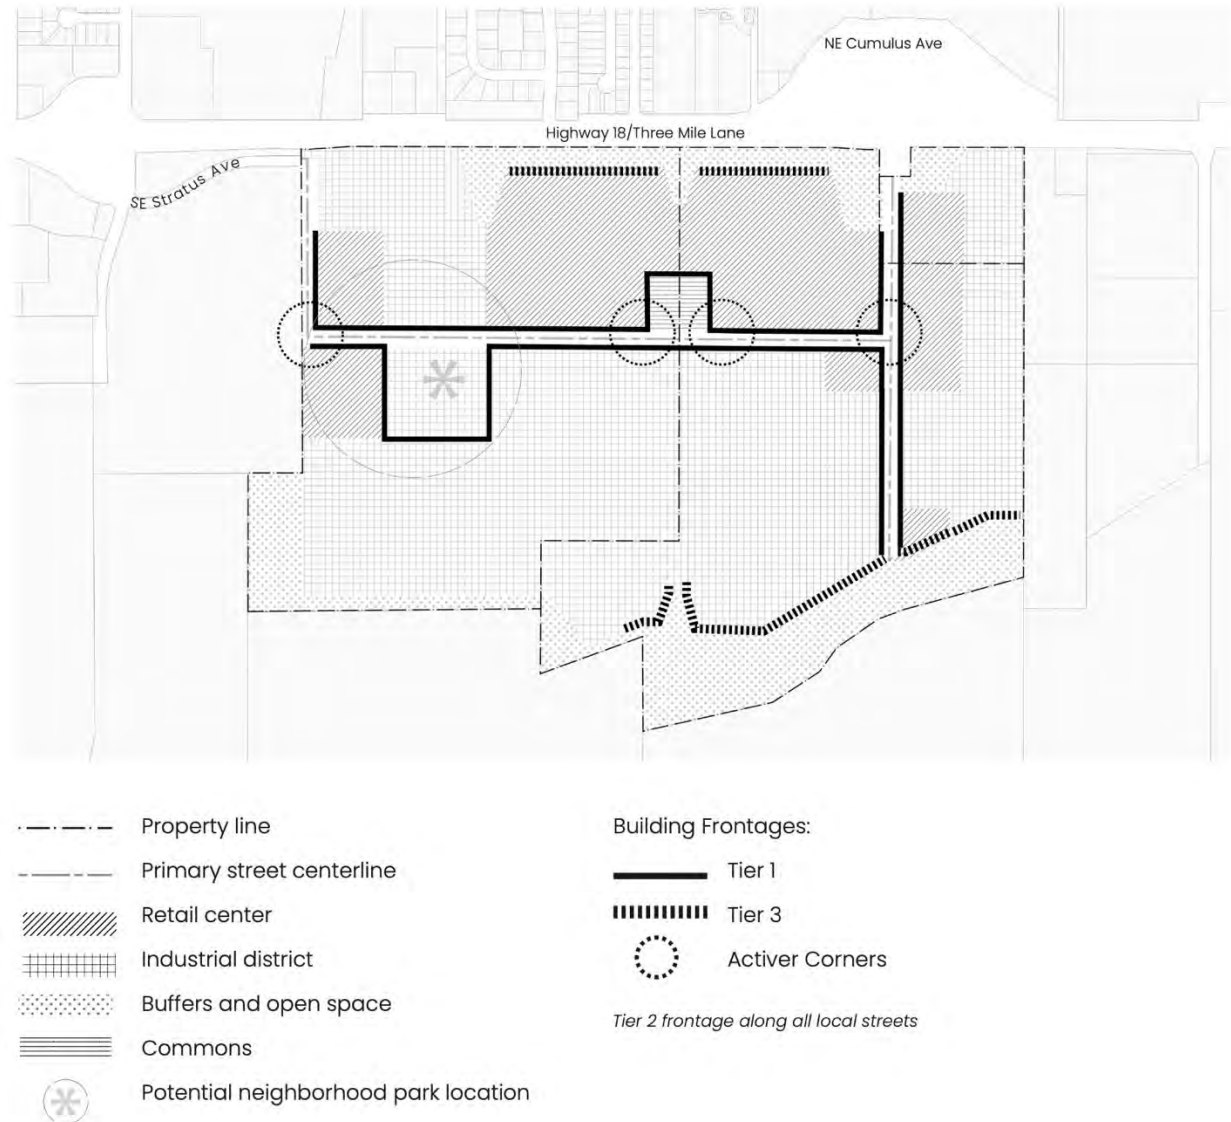 NE Cumulus Ave
Highway 18/Three Mile Lane
SE Stratus Ave
Property line
Primary street centerline
Retail center
Industrial district
Buffers and open space
Commons
Potential neighborhood park location
Building Frontages:
Tier 1
Tier 3
Activer Corners
Tier 2 frontage along all local streets